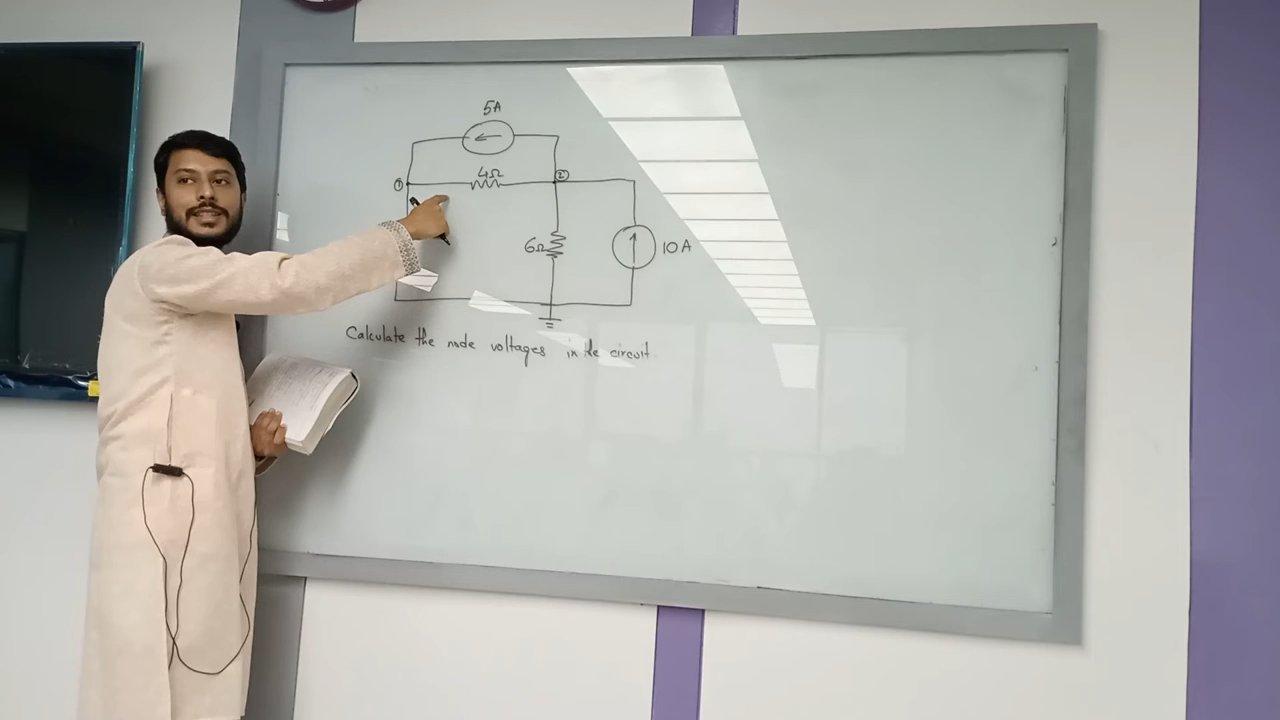 5A
① 4Ω ②
6Ω 10A
Calculate the node voltages in the circuit.